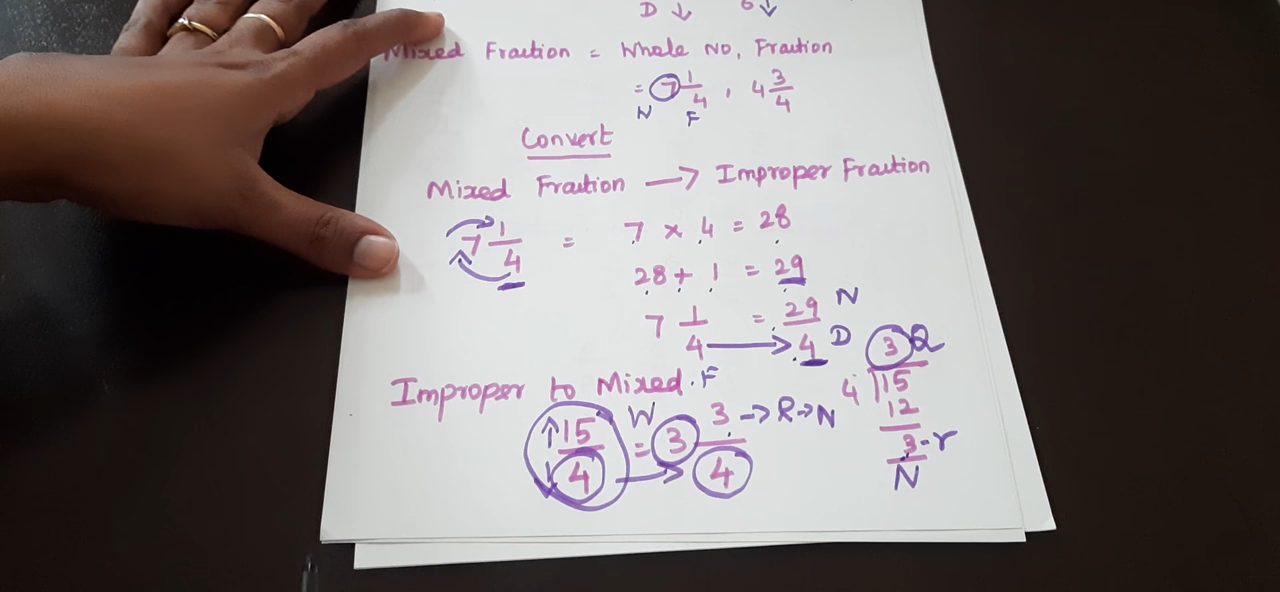 D ↓ 6 ↓
Mixed Fraction = Whole NO, Fraction
= 7 1/4 , 4 3/4
N F
Convert
Mixed Fraction → Improper Fraction
7 1/4 = 7 × 4 = 28
28 + 1 = 29
7 1/4 = 29/4 N D
Improper to Mixed.F
15/4 = W 3 3/4 → R → N
3 Q
4 ) 15
12
3 - r
N